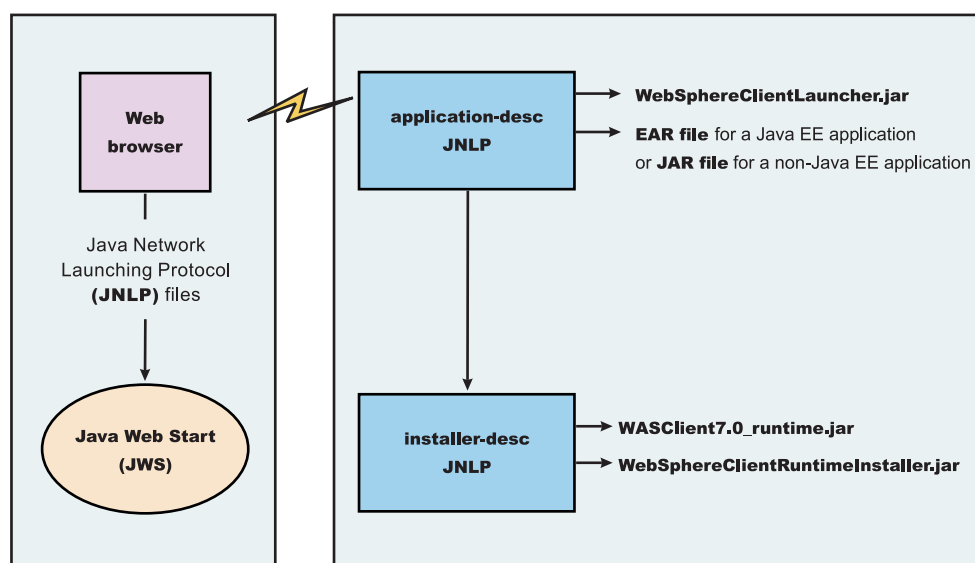 Web
browser
Java Network
Launching Protocol
(JNLP) files
Java Web Start
(JWS)
application-desc
JNLP
WebSphereClientLauncher.jar
EAR file for a Java EE application
or JAR file for a non-Java EE application
installer-desc
JNLP
WASClient7.0_runtime.jar
WebSphereClientRuntimeInstaller.jar